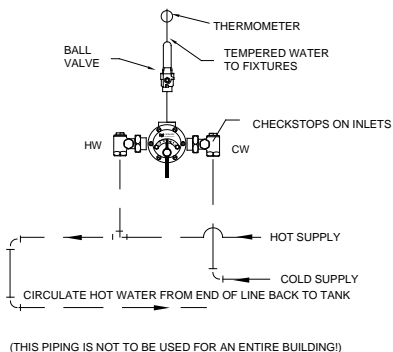 THERMOMETER
BALL
VALVE
TEMPERED WATER
TO FIXTURES
CHECKSTOPS ON INLETS
HW
CW
HOT SUPPLY
COLD SUPPLY
CIRCULATE HOT WATER FROM END OF LINE BACK TO TANK
(THIS PIPING IS NOT TO BE USED FOR AN ENTIRE BUILDING!)